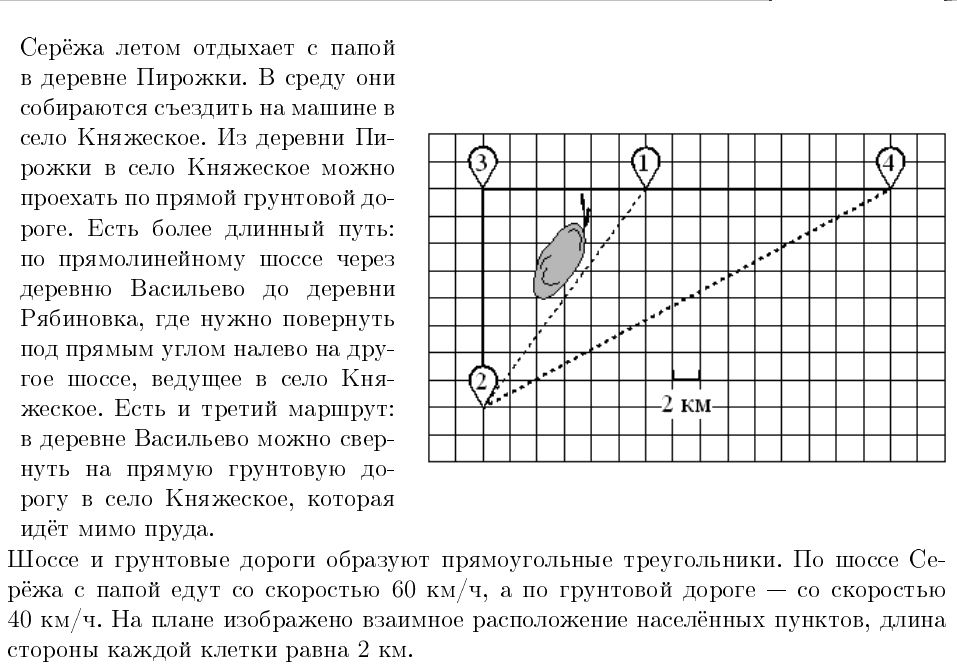 Серёжа летом отдыхает с папой
в деревне Пирожки. В среду они
собираются съездить на машине в
село Княжеское. Из деревни Пи-
рожки в село Княжеское можно
проехать по прямой грунтовой до-
роге. Есть более длинный путь:
по прямолинейному шоссе через
деревню Васильево до деревни
Рябиновка, где нужно повернуть
под прямым углом налево на дру-
гое шоссе, ведущее в село Кня-
жеское. Есть и третий маршрут:
в деревне Васильево можно свер-
нуть на прямую грунтовую до-
рогу в село Княжеское, которая
идёт мимо пруда.
3 1 4
2
2 км
Шоссе и грунтовые дороги образуют прямоугольные треугольники. По шоссе Се-
рёжа с папой едут со скоростью 60 км/ч, а по грунтовой дороге — со скоростью
40 км/ч. На плане изображено взаимное расположение населённых пунктов, длина
стороны каждой клетки равна 2 км.